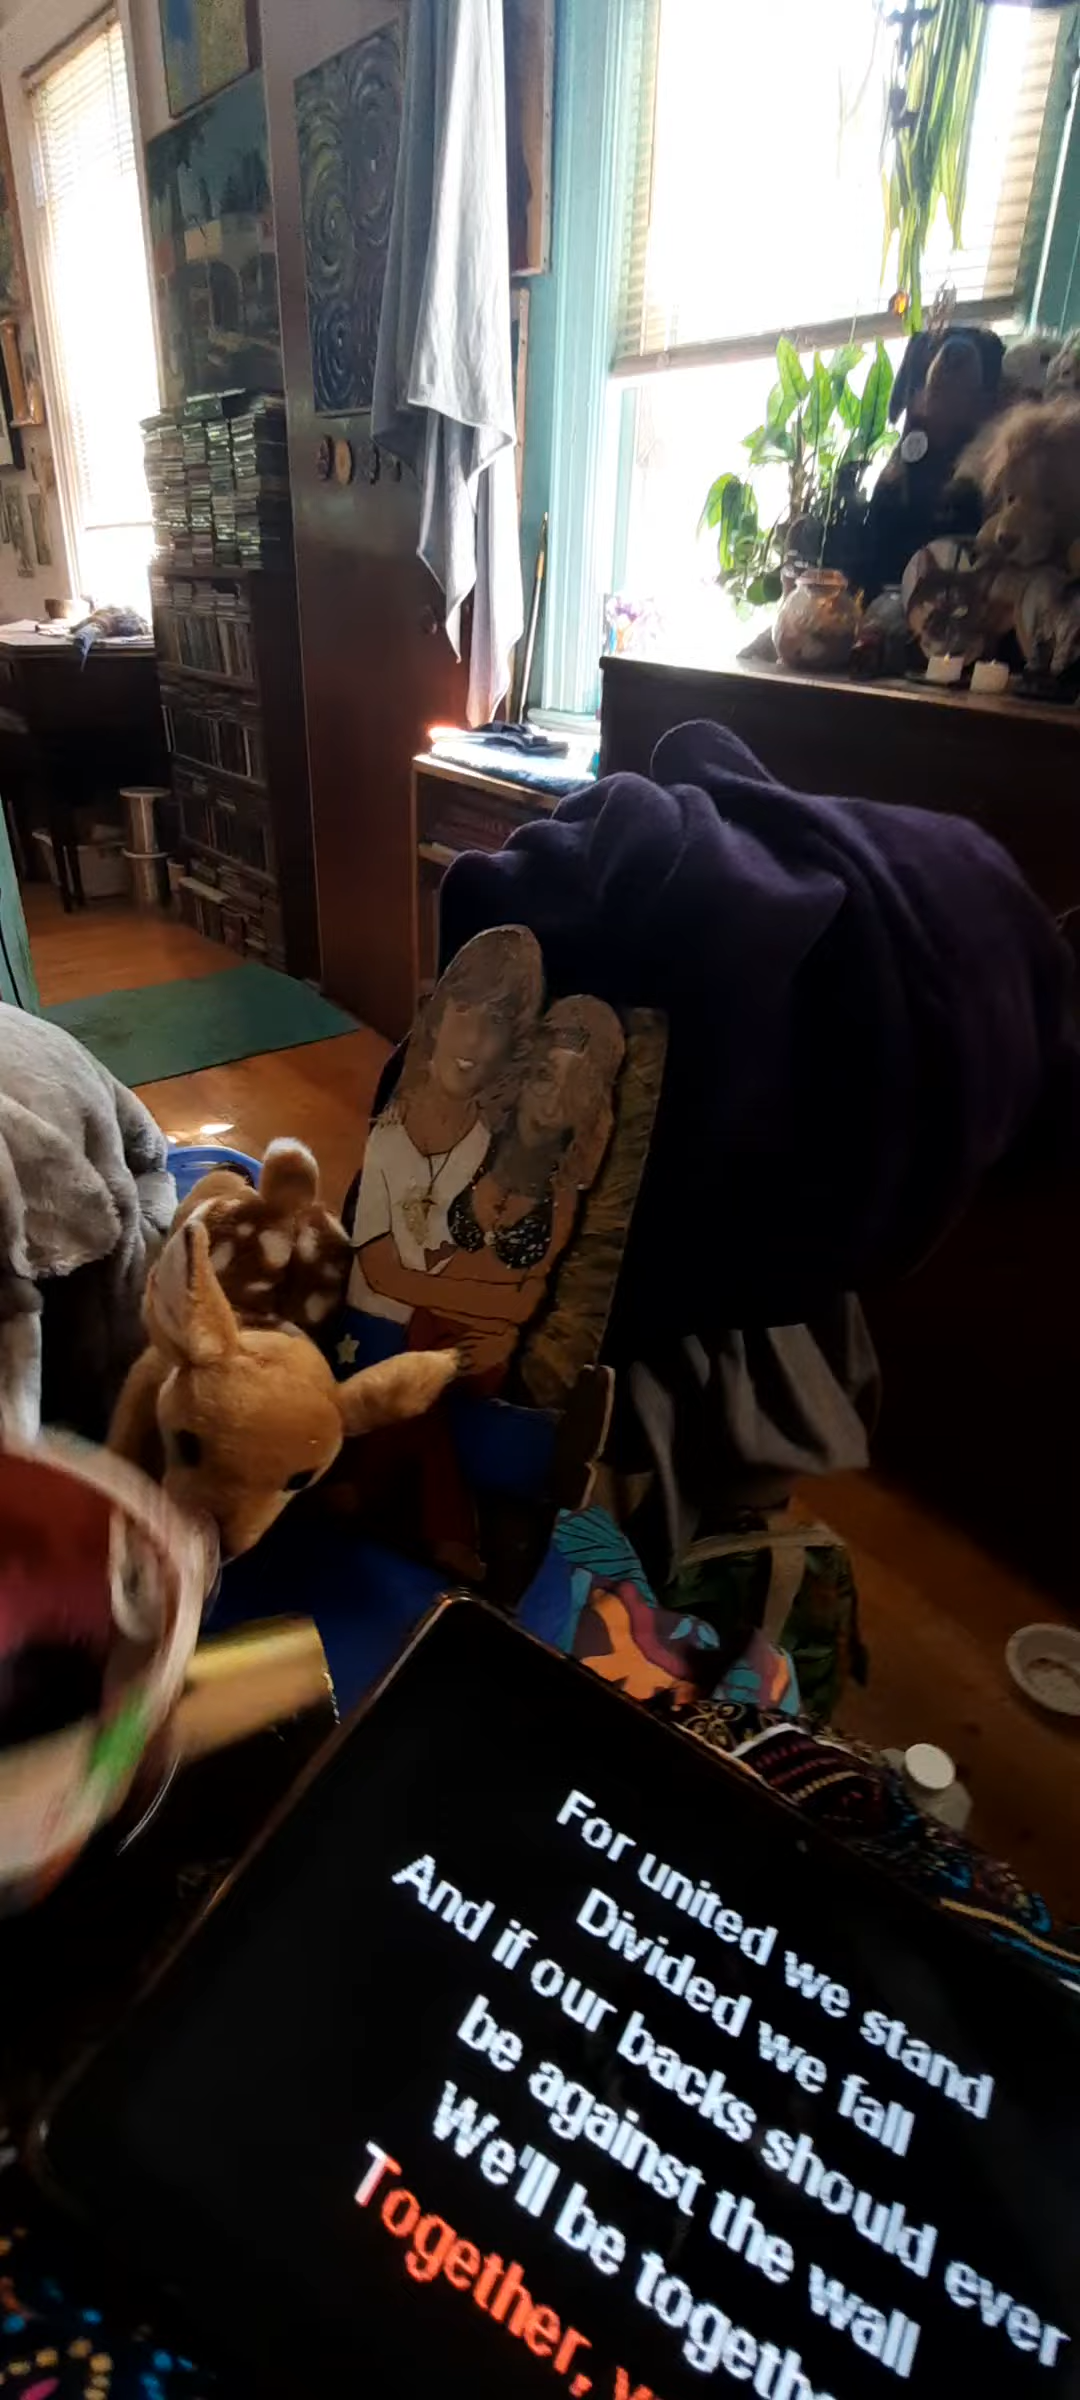 For united we stand
Divided we fall
And if our backs should ever
be against the wall
We'll be togethe
Together,